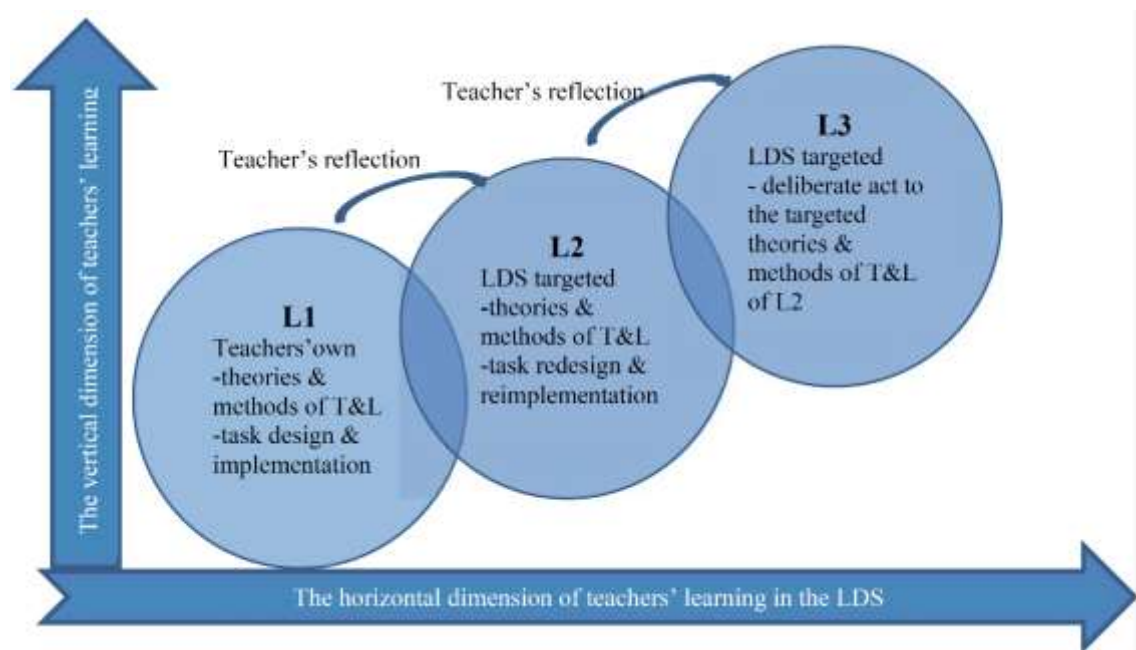 The vertical dimension of teachers' learning
Teacher's reflection
Teacher's reflection
L1
Teachers'own
-theories &
methods of T&L
-task design &
implementation
L2
LDS targeted
-theories &
methods of T&L
-task redesign &
reimplementation
L3
LDS targeted
- deliberate act to
the targeted
theories &
methods of T&L
of L2
The horizontal dimension of teachers' learning in the LDS